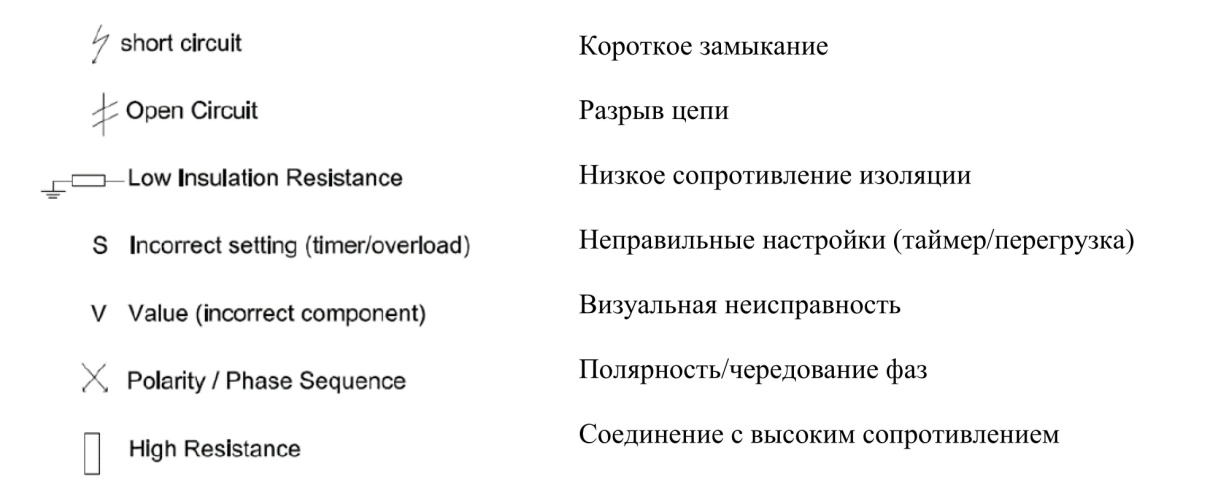 short circuit Короткое замыкание
Open Circuit Разрыв цепи
Low Insulation Resistance Низкое сопротивление изоляции
S Incorrect setting (timer/overload) Неправильные настройки (таймер/перегрузка)
V Value (incorrect component) Визуальная неисправность
Polarity / Phase Sequence Полярность/чередование фаз
High Resistance Соединение с высоким сопротивлением